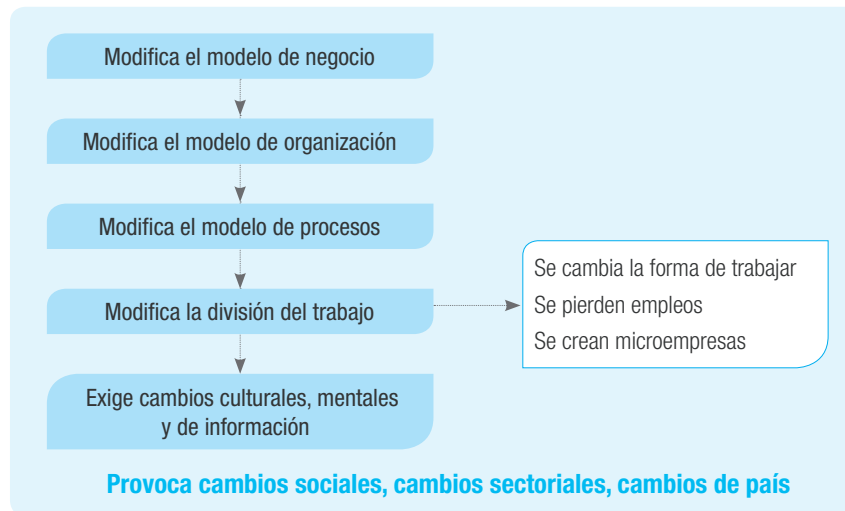 Modifica el modelo de negocio
Modifica el modelo de organización
Modifica el modelo de procesos
Modifica la división del trabajo
Se cambia la forma de trabajar
Se pierden empleos
Se crean microempresas
Exige cambios culturales, mentales
y de información
Provoca cambios sociales, cambios sectoriales, cambios de país